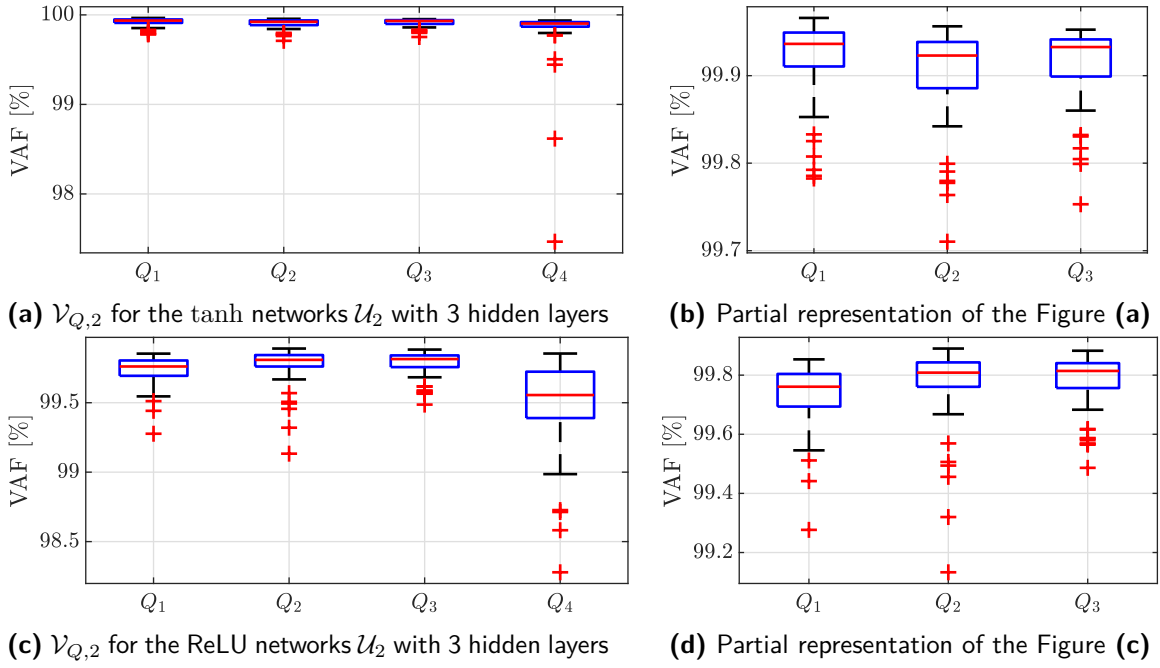 100
99
98
VAF [%]
Q₁ Q₂ Q₃ Q₄
(a) 𝒱_{Q,2} for the tanh networks 𝒰₂ with 3 hidden layers
99.9
99.8
99.7
VAF [%]
Q₁ Q₂ Q₃
(b) Partial representation of the Figure (a)
99.5
99
98.5
VAF [%]
Q₁ Q₂ Q₃ Q₄
(c) 𝒱_{Q,2} for the ReLU networks 𝒰₂ with 3 hidden layers
99.8
99.6
99.4
99.2
VAF [%]
Q₁ Q₂ Q₃
(d) Partial representation of the Figure (c)